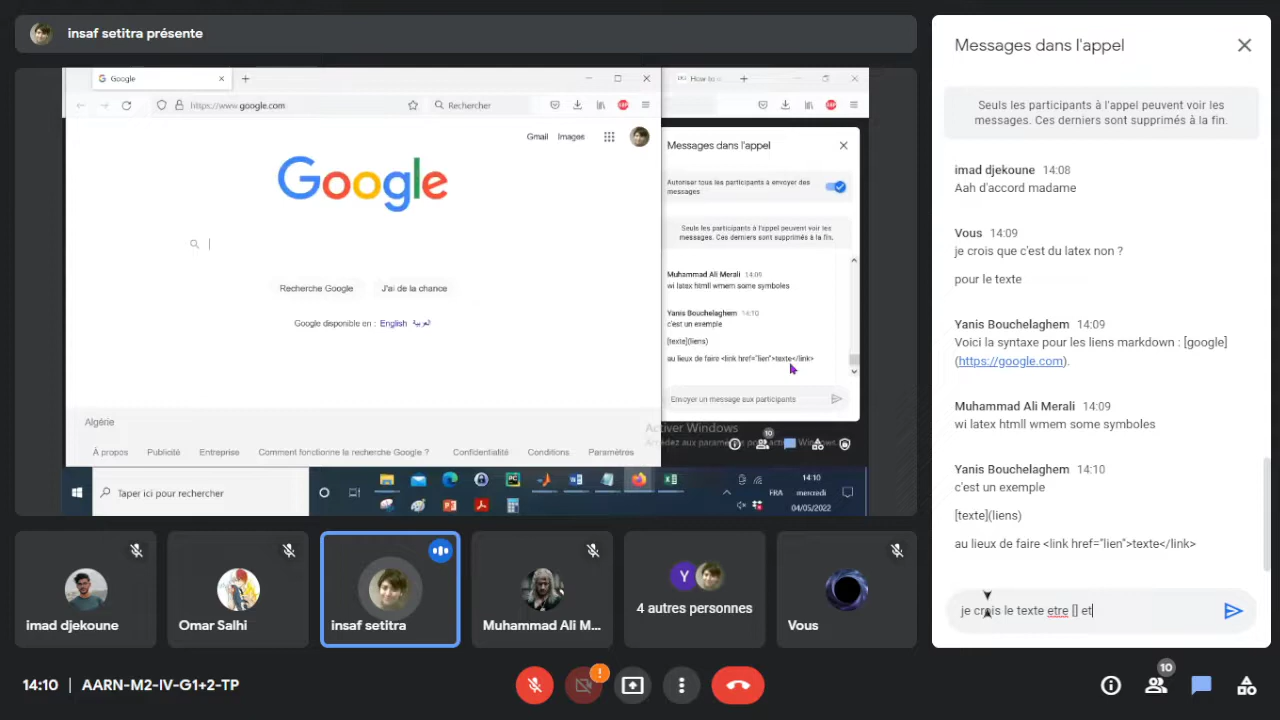 insaf setitra présente
Google
How to u
https://www.google.com
Rechercher
Gmail
Images
Google
Recherche Google
J'ai de la chance
Google disponible en : English العربية
Algérie
À propos
Publicité
Entreprise
Comment fonctionne la recherche Google ?
Confidentialité
Conditions
Paramètres
Messages dans l'appel
Autoriser tous les participants à envoyer des
messages
Seuls les participants à l'appel peuvent voir les
messages. Ces derniers sont supprimés à la fin.
Muhammad Ali Merali 14:09
wi latex htmll wmem some symboles
Yanis Bouchelaghem 14:10
c'est un exemple
[texte](liens)
au lieux de faire <link href="lien">texte</link>
Envoyer un message aux participants
Activer Windows
10
Taper ici pour rechercher
FRA
14:10
mercredi
04/05/2022
imad djekoune
Omar Salhi
insaf setitra
Muhammad Ali M...
Y
4 autres personnes
Vous
14:10 | AARN-M2-IV-G1+2-TP
10
Messages dans l'appel
Seuls les participants à l'appel peuvent voir les
messages. Ces derniers sont supprimés à la fin.
imad djekoune 14:08
Aah d'accord madame
Vous 14:09
je crois que c'est du latex non ?
pour le texte
Yanis Bouchelaghem 14:09
Voici la syntaxe pour les liens markdown : [google]
(https://google.com).
Muhammad Ali Merali 14:09
wi latex htmll wmem some symboles
Yanis Bouchelaghem 14:10
c'est un exemple
[texte](liens)
au lieux de faire <link href="lien">texte</link>
je crois le texte etre [] et